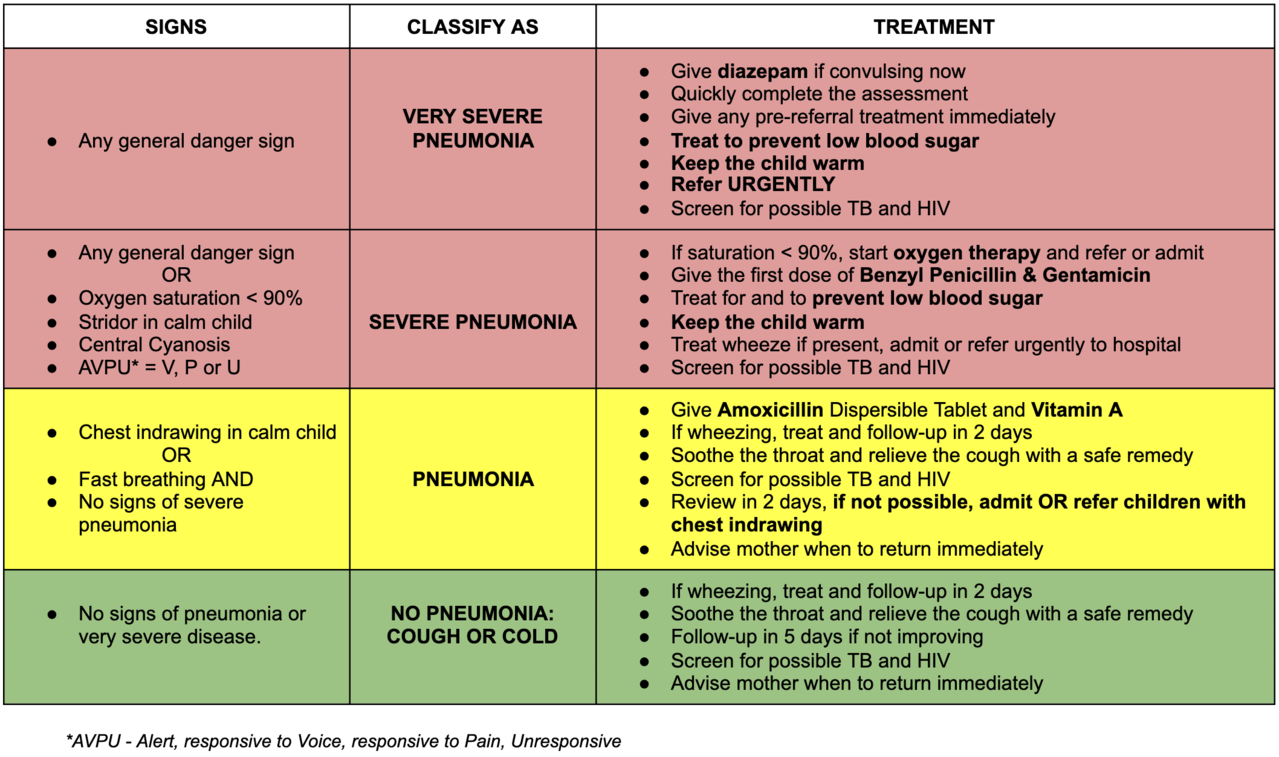 SIGNS
CLASSIFY AS
TREATMENT
● Any general danger sign
VERY SEVERE
PNEUMONIA
● Give diazepam if convulsing now
● Quickly complete the assessment
● Give any pre-referral treatment immediately
● Treat to prevent low blood sugar
● Keep the child warm
● Refer URGENTLY
● Screen for possible TB and HIV
● Any general danger sign
OR
● Oxygen saturation < 90%
● Stridor in calm child
● Central Cyanosis
● AVPU* = V, P or U
SEVERE PNEUMONIA
● If saturation < 90%, start oxygen therapy and refer or admit
● Give the first dose of Benzyl Penicillin & Gentamicin
● Treat for and to prevent low blood sugar
● Keep the child warm
● Treat wheeze if present, admit or refer urgently to hospital
● Screen for possible TB and HIV
● Chest indrawing in calm child
OR
● Fast breathing AND
● No signs of severe
pneumonia
PNEUMONIA
● Give Amoxicillin Dispersible Tablet and Vitamin A
● If wheezing, treat and follow-up in 2 days
● Soothe the throat and relieve the cough with a safe remedy
● Screen for possible TB and HIV
● Review in 2 days, if not possible, admit OR refer children with
chest indrawing
● Advise mother when to return immediately
● No signs of pneumonia or
very severe disease.
NO PNEUMONIA:
COUGH OR COLD
● If wheezing, treat and follow-up in 2 days
● Soothe the throat and relieve the cough with a safe remedy
● Follow-up in 5 days if not improving
● Screen for possible TB and HIV
● Advise mother when to return immediately
*AVPU - Alert, responsive to Voice, responsive to Pain, Unresponsive